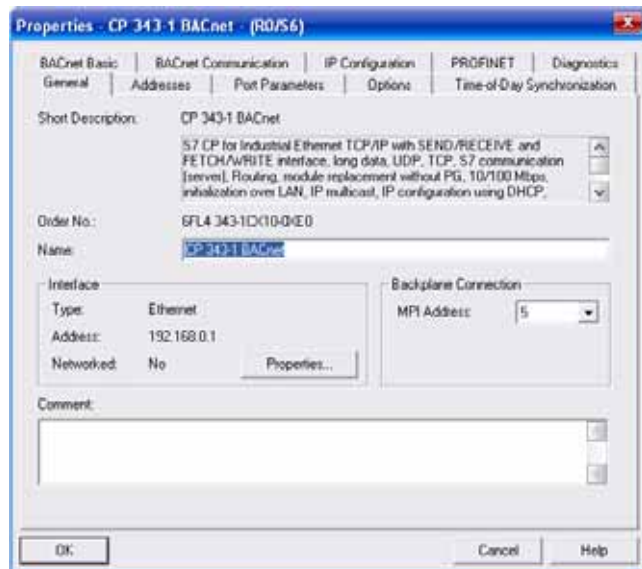 Properties - CP 343-1 BACnet - (R0/S6)
BACnet Basic BACnet Communication IP Configuration PROFINET Diagnostics
General Addresses Port Parameters Options Time-of-Day Synchronization
Short Description: CP 343-1 BACnet
S7 CP for Industrial Ethernet TCP/IP with SEND/RECEIVE and
FETCH/WRITE interface, long data, UDP, TCP, S7 communication
(server), Routing, module replacement without PG, 10/100 Mbps,
initialization over LAN, IP multicast, IP configuration using DHCP,
Order No.: 6FL4 343-1CX10-0XE0
Name: CP 343-1 BACnet
Interface
Type: Ethernet
Address: 192.168.0.1
Networked: No Properties...
Backplane Connection
MPI Address: 5
Comment:
OK Cancel Help